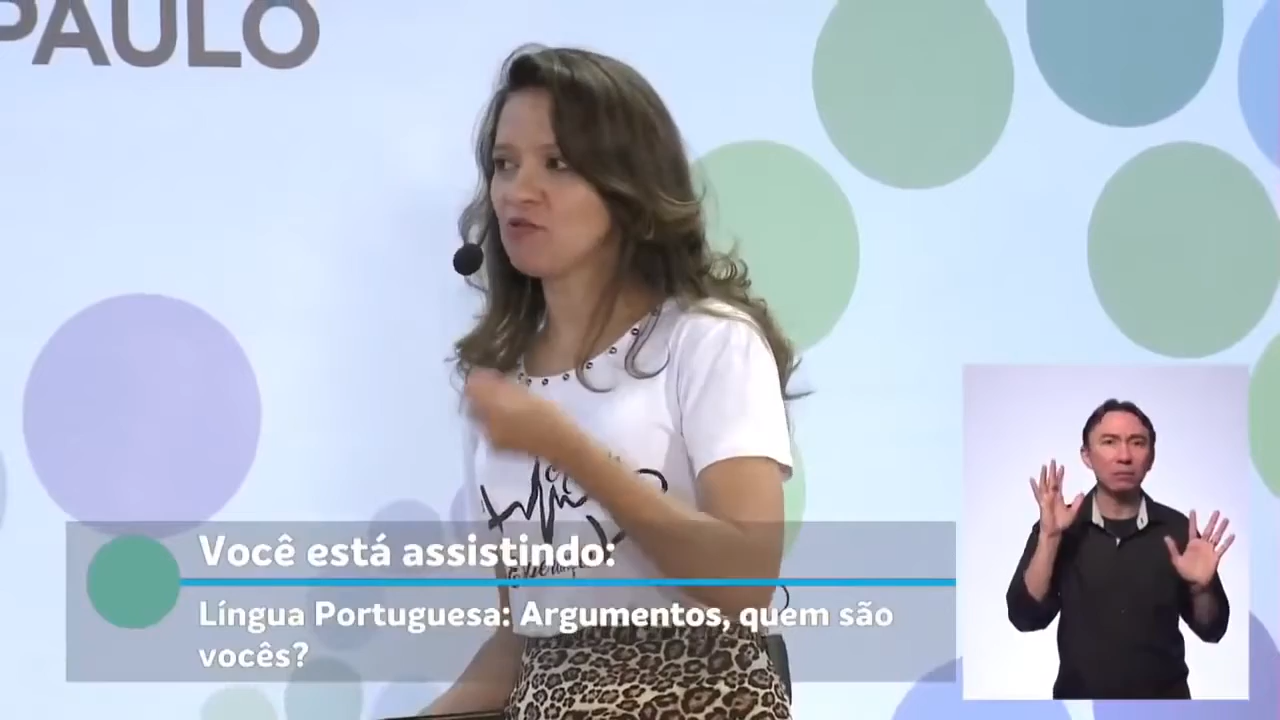 PAULO
Você está assistindo:
Língua Portuguesa: Argumentos, quem são
vocês?